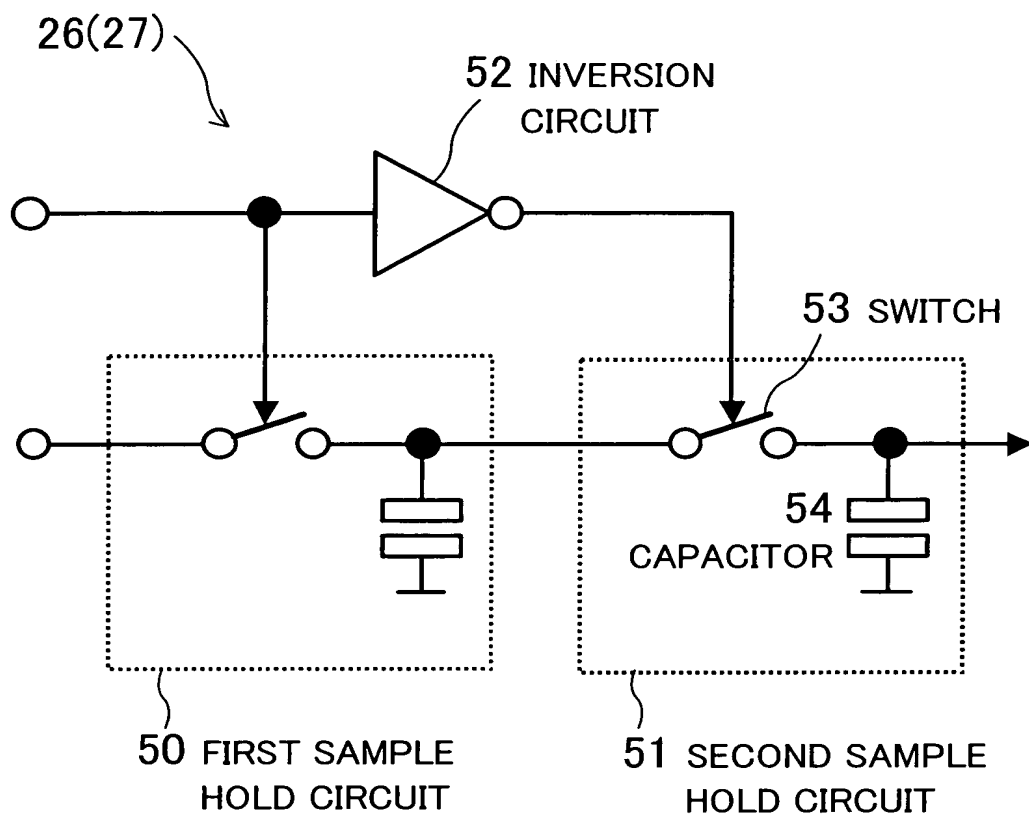 26(27)
52 INVERSION
CIRCUIT
53 SWITCH
54
CAPACITOR
50 FIRST SAMPLE
HOLD CIRCUIT
51 SECOND SAMPLE
HOLD CIRCUIT